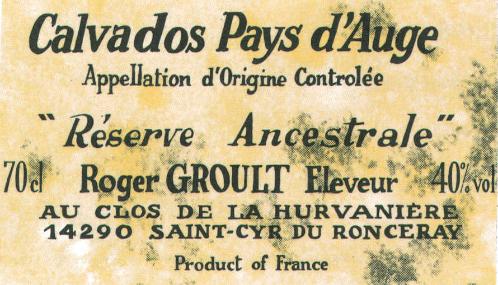 Calvados Pays d'Auge
Appellation d'Origine Controlée
"Réserve Ancestrale"
70cl Roger GROULT Eleveur 40% vol
AU CLOS DE LA HURVANIÈRE
14290 SAINT-CYR DU RONCERAY
Product of France